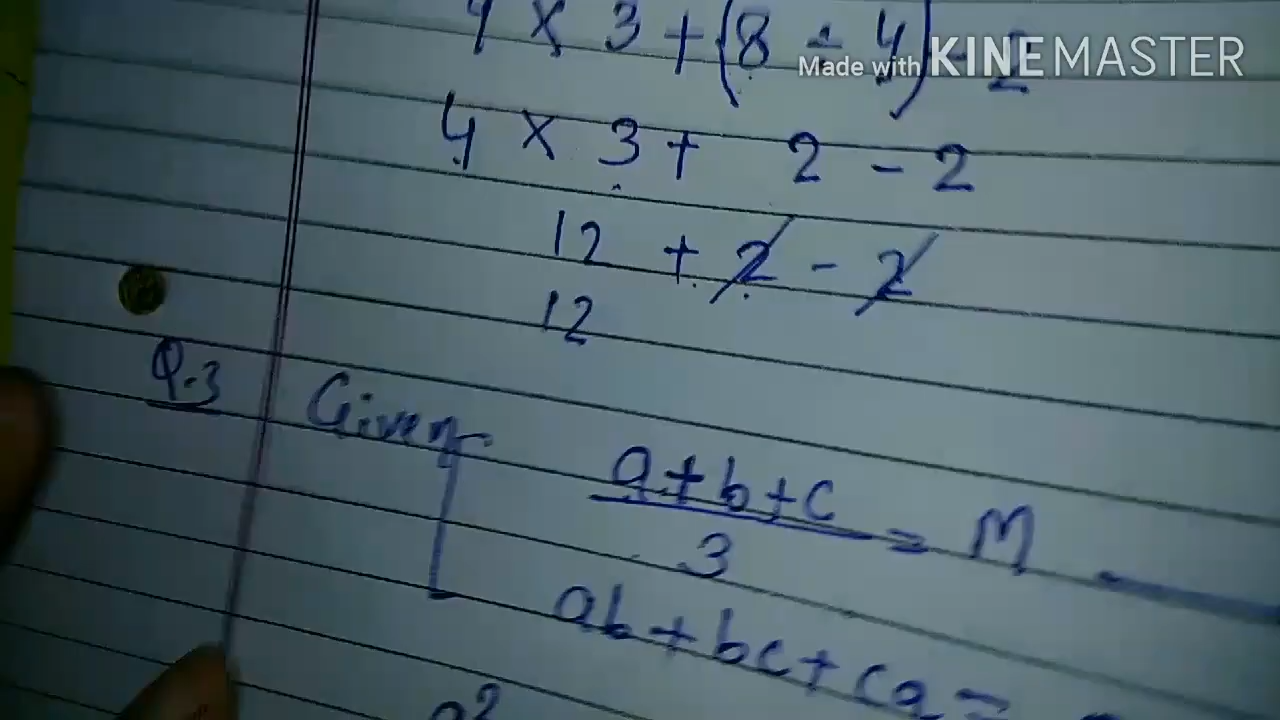 4 × 3 + (8 ÷ 4) - 2
Made with KINEMASTER
4 × 3 + 2 - 2
12 + 2 - 2
12
Q.3 Given
a+b+c
3
= M
ab + bc + ca =
a²